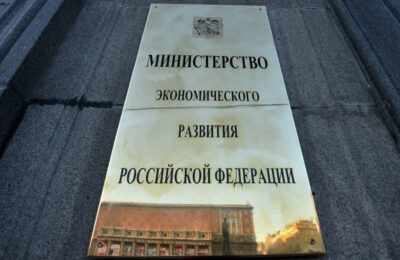 МИНИСТЕРСТВО
ЭКОНОМИЧЕСКОГО
РАЗВИТИЯ
РОССИЙСКОЙ ФЕДЕРАЦИИ